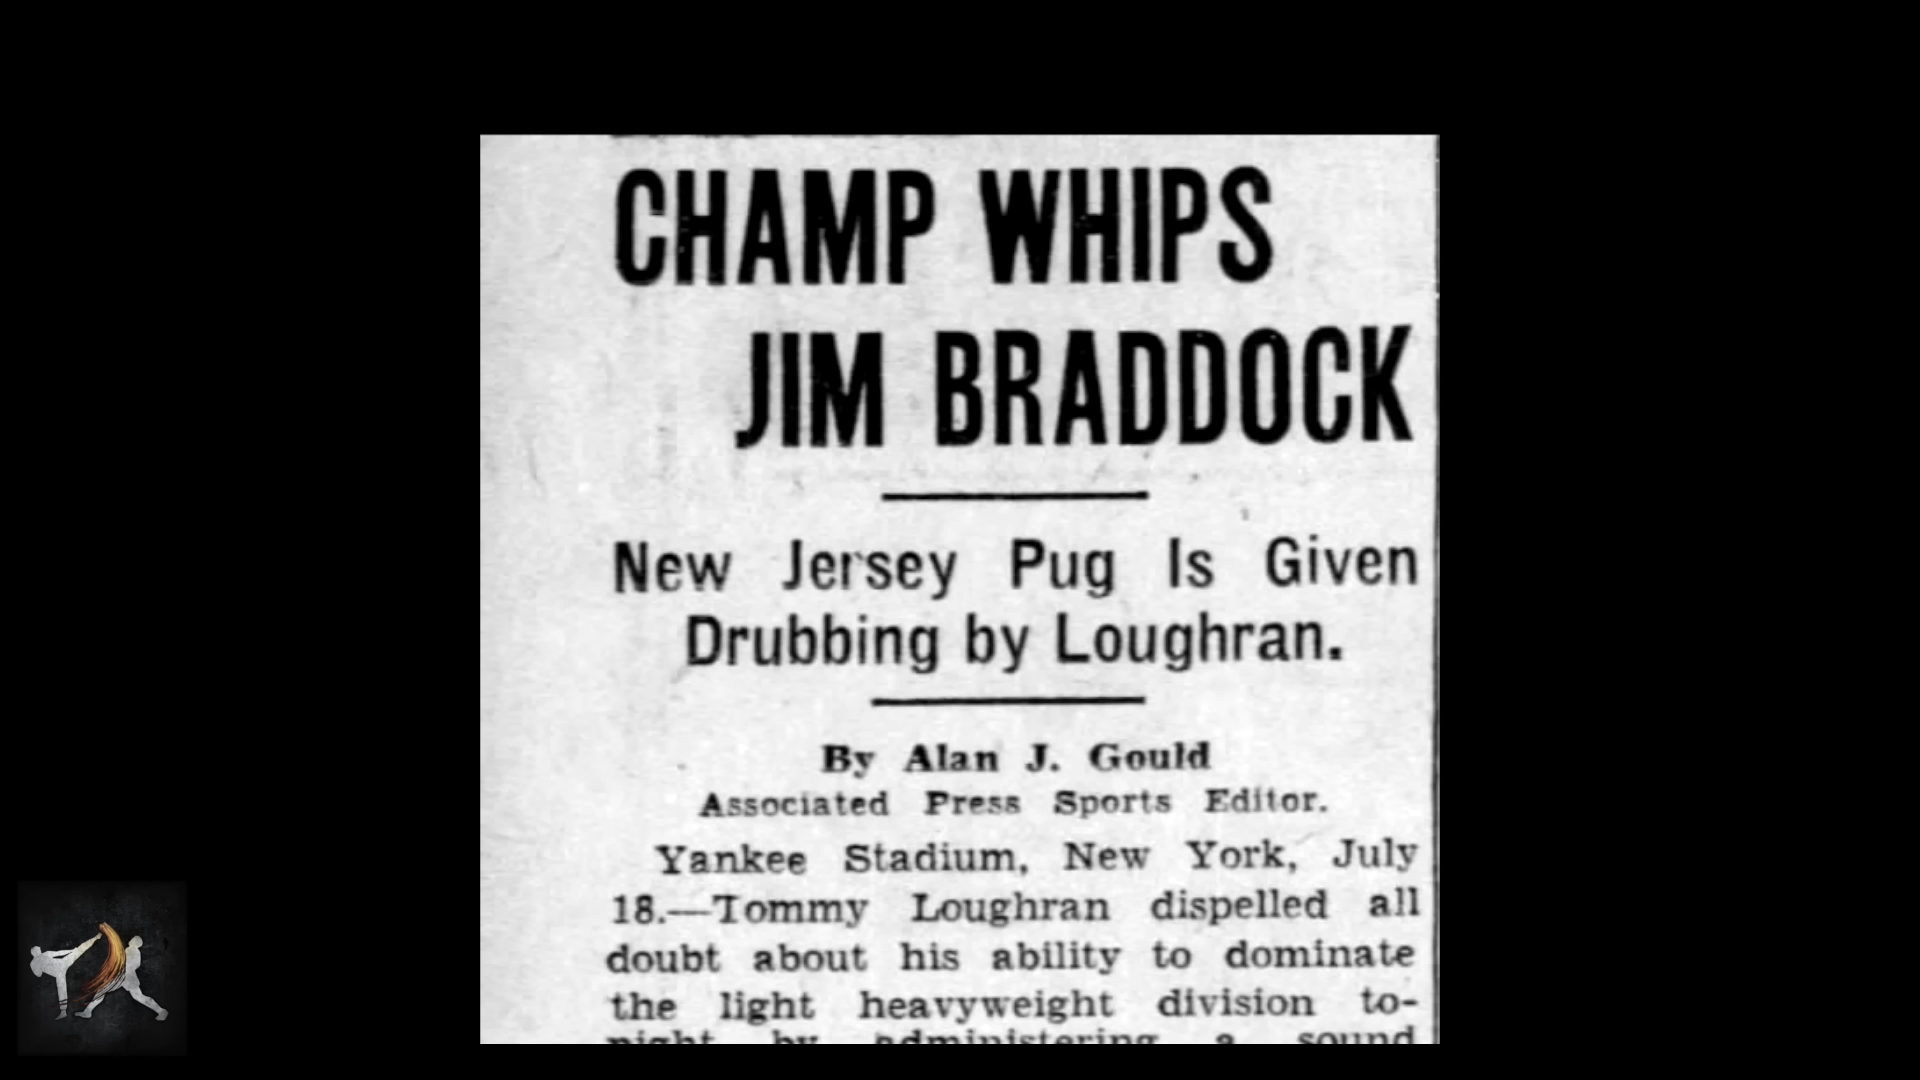 CHAMP WHIPS
JIM BRADDOCK
New Jersey Pug Is Given
Drubbing by Loughran.
By Alan J. Gould
Associated Press Sports Editor.
Yankee Stadium, New York, July
18.—Tommy Loughran dispelled all
doubt about his ability to dominate
the light heavyweight division to-
night by administering a sound